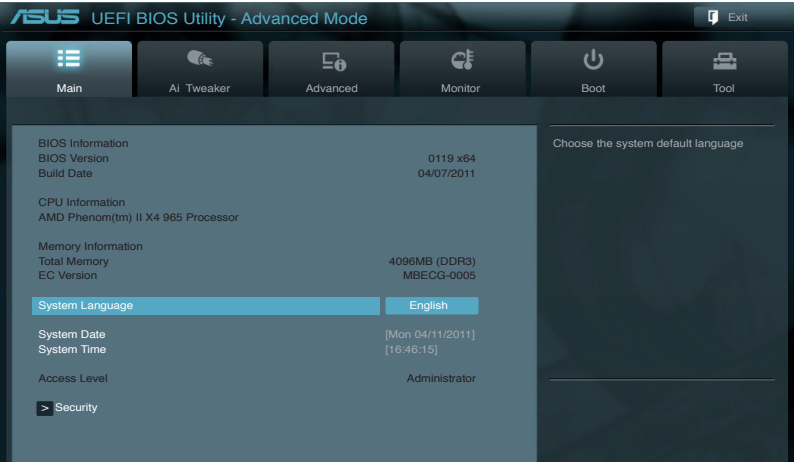 ASUS UEFI BIOS Utility - Advanced Mode Exit
Main Ai Tweaker Advanced Monitor Boot Tool
BIOS Information
BIOS Version 0119 x64
Build Date 04/07/2011
CPU Information
AMD Phenom(tm) II X4 965 Processor
Memory Information
Total Memory 4096MB (DDR3)
EC Version MBECG-0005
System Language English
System Date [Mon 04/11/2011]
System Time [16:46:15]
Access Level Administrator
> Security
Choose the system default language